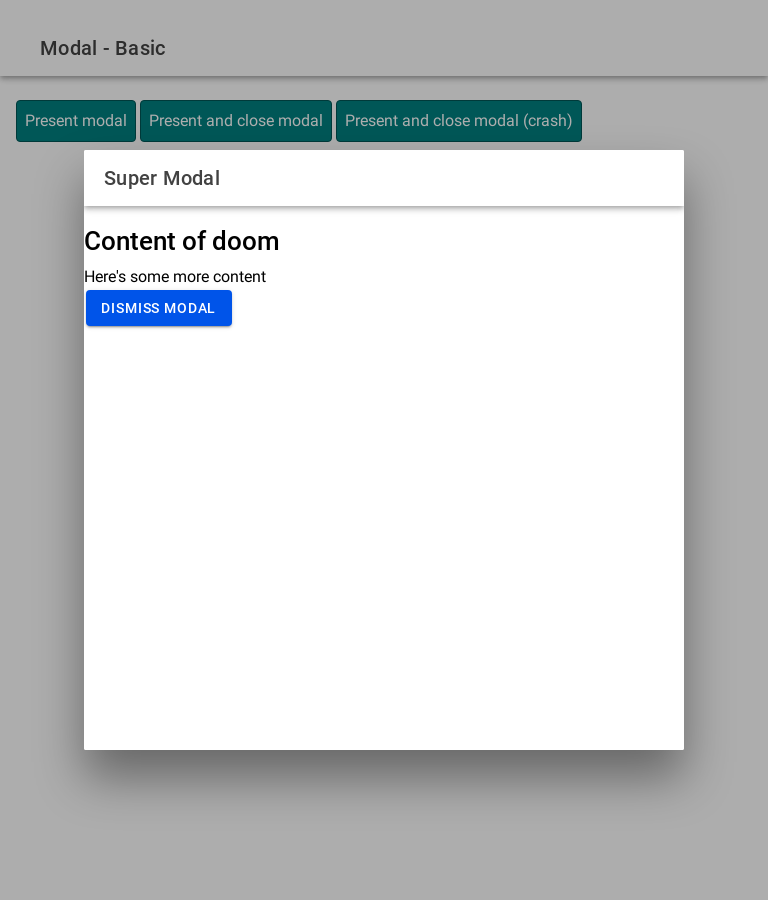 Modal - Basic
Present modal Present and close modal Present and close modal (crash)
Super Modal
Content of doom
Here's some more content
DISMISS MODAL